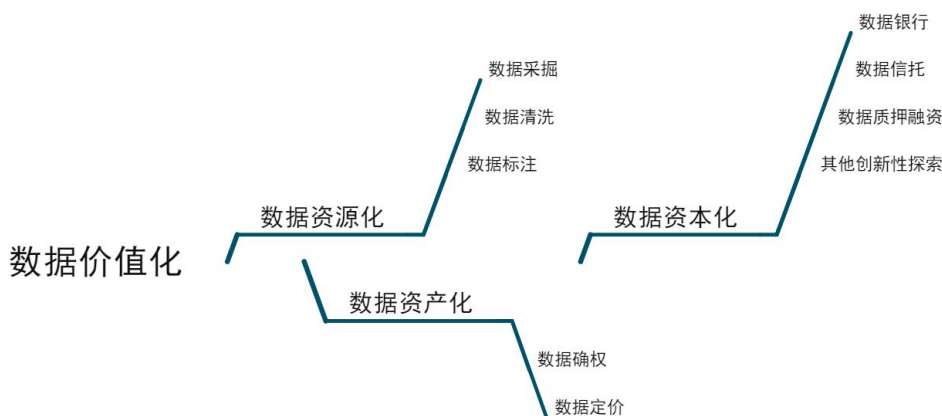 数据价值化
数据资源化
数据采掘
数据清洗
数据标注
数据资产化
数据确权
数据定价
数据资本化
数据银行
数据信托
数据质押融资
其他创新性探索